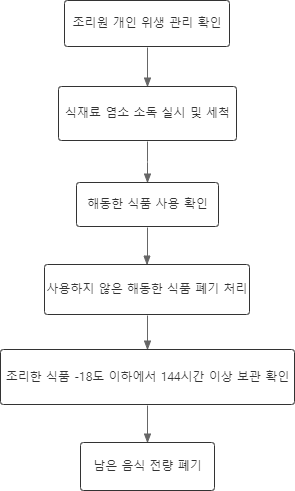 조리원 개인 위생 관리 확인
식재료 염소 소독 실시 및 세척
해동한 식품 사용 확인
사용하지 않은 해동한 식품 폐기 처리
조리한 식품 -18도 이하에서 144시간 이상 보관 확인
남은 음식 전량 폐기